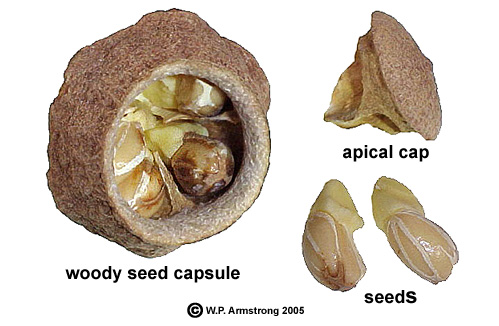 apical cap
woody seed capsule
seeds
© W.P. Armstrong 2005